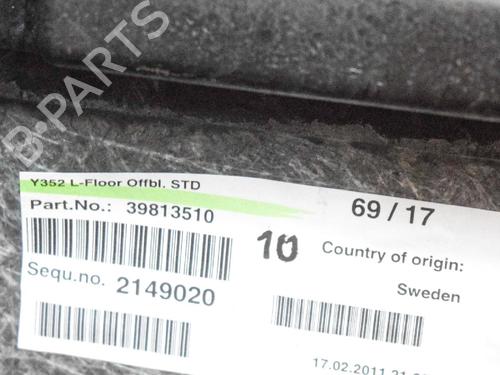 B-PARTS
Y352 L-Floor Offbl. STD
Part.No.: 39813510
69 / 17
10
Country of origin:
Sequ.no. 2149020
Sweden
17.02.2011